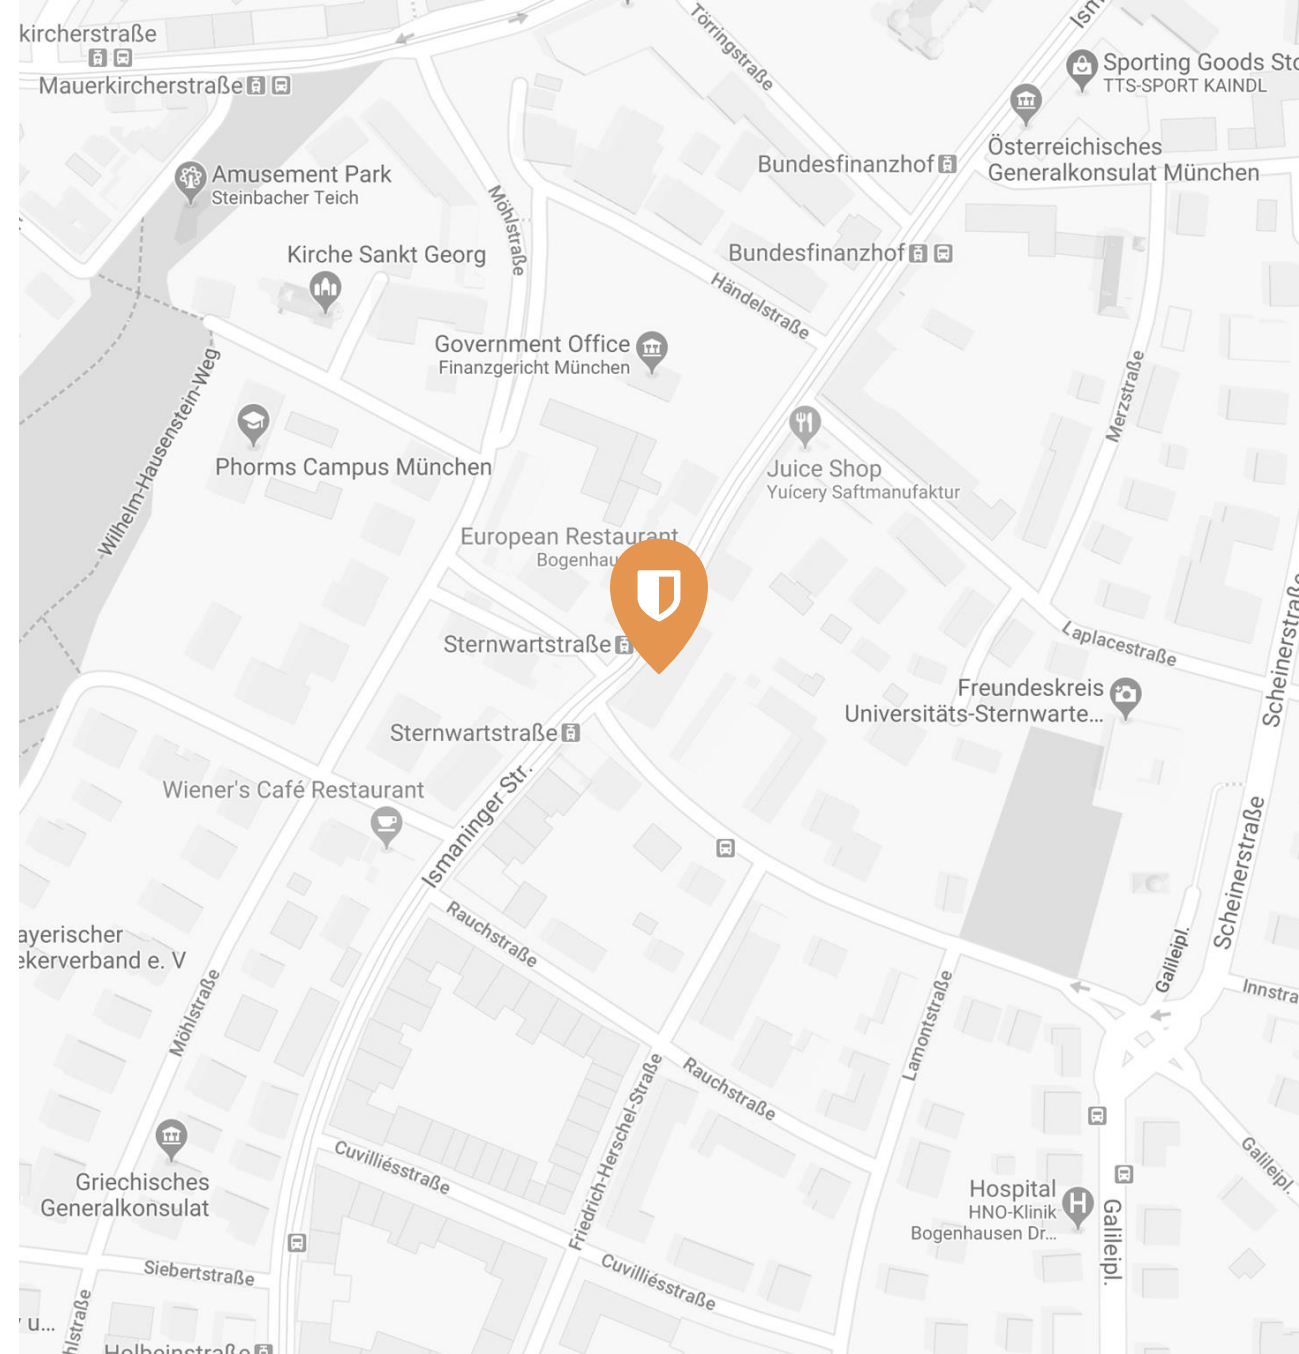 kircherstraße
Mauerkircherstraße
Törringstraße
Sporting Goods
TTS-SPORT KAINDL
Österreichisches
Generalkonsulat München
Bundesfinanzhof
Amusement Park
Steinbacher Teich
Möhlstraße
Kirche Sankt Georg
Bundesfinanzhof
Händelstraße
Government Office
Finanzgericht München
Merzstraße
Wilhelm-Hausenstein-Weg
Phorms Campus München
Juice Shop
Yuícery Saftmanufaktur
European Restaurant
Bogenhau
Sternwartstraße
Laplacestraße
Scheinerstraße
Freundeskreis
Universitäts-Sternwarte...
Sternwartstraße
Wiener's Café Restaurant
Ismaninger Str.
Scheinerstraße
Rauchstraße
ayerischer
ekerverband e. V
Galileipl.
Innstra
Möhlstraße
Lamontstraße
Rauchstraße
Friedrich-Herschel-Straße
Cuvilliésstraße
Griechisches
Generalkonsulat
Hospital
HNO-Klinik
Bogenhausen Dr...
Galileipl.
Galileipl.
Siebertstraße
Cuvilliésstraße
u...
hlstraße
Holbeinstraße